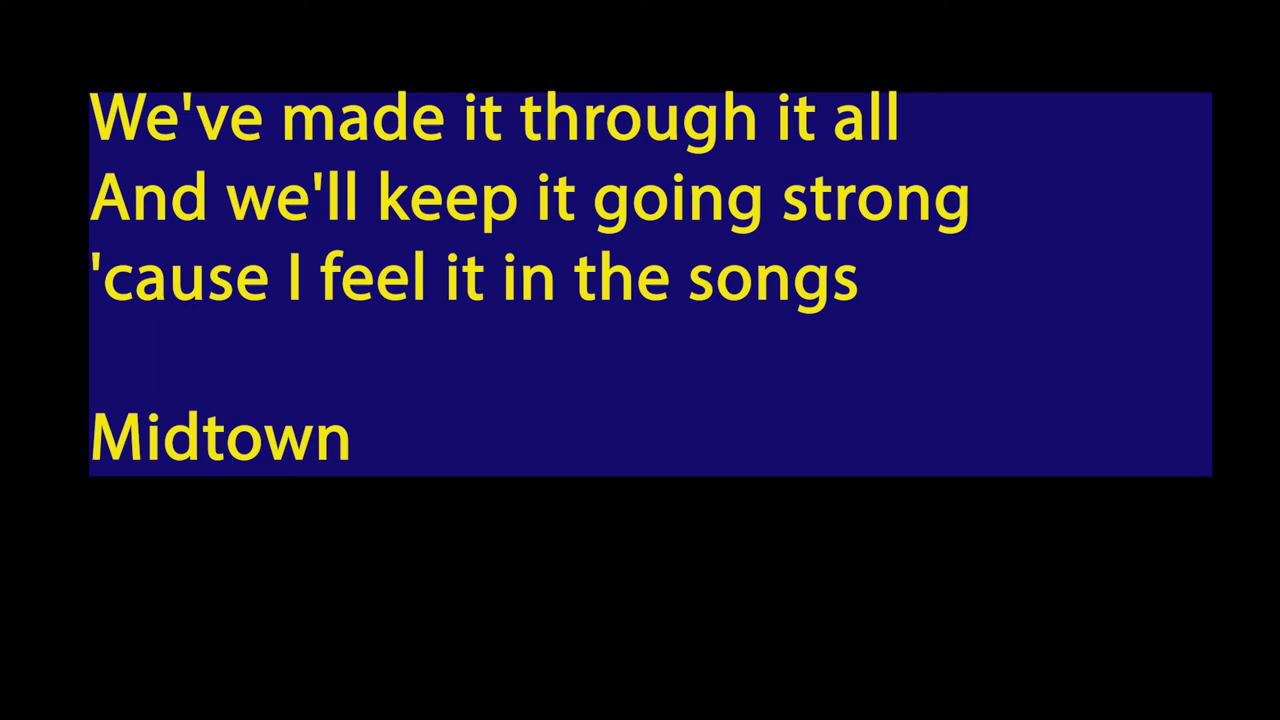 We've made it through it all
And we'll keep it going strong
'cause I feel it in the songs
Midtown